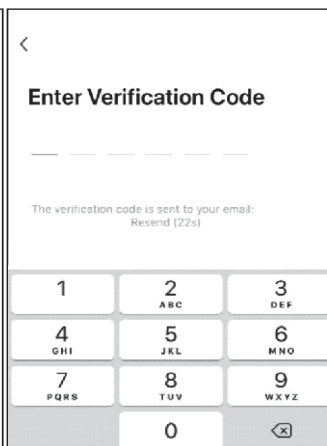 Enter Verification Code
The verification code is sent to your email:
Resend (22s)
1 2 3
ABC DEF
4 5 6
GHI JKL MNO
7 8 9
PQRS TUV WXYZ
0